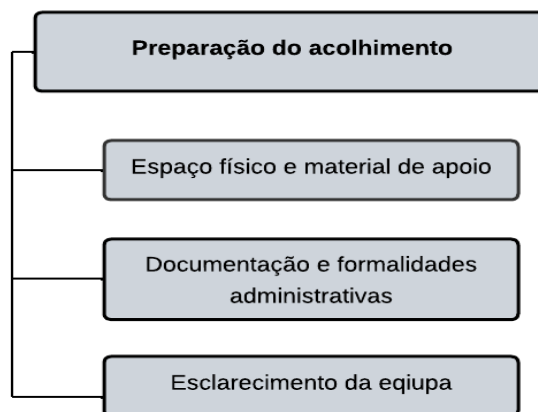 Preparação do acolhimento
Espaço físico e material de apoio
Documentação e formalidades
administrativas
Esclarecimento da eqiupa